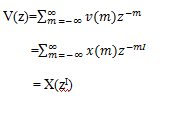 V(z)=∑_{m=−∞}^{∞} v(m)z^{−m}
=∑_{m=−∞}^{∞} x(m)z^{−mI}
= X(z^I)